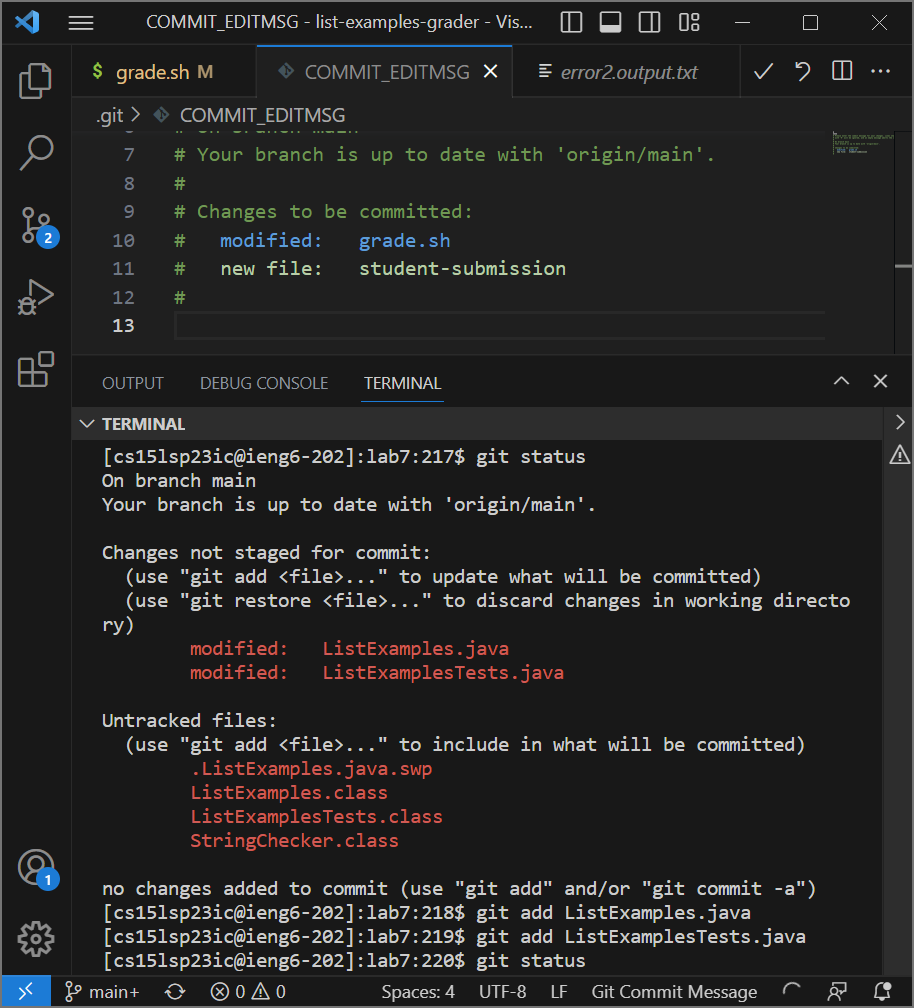 COMMIT_EDITMSG - list-examples-grader - Vis...
$ grade.sh M
COMMIT_EDITMSG
error2.output.txt
.git > COMMIT_EDITMSG
7 # Your branch is up to date with 'origin/main'.
8 #
9 # Changes to be committed:
10 #   modified:   grade.sh
11 #   new file:   student-submission
12 #
13
2
OUTPUT DEBUG CONSOLE TERMINAL
TERMINAL
[cs15lsp23ic@ieng6-202]:lab7:217$ git status
On branch main
Your branch is up to date with 'origin/main'.
Changes not staged for commit:
(use "git add <file>..." to update what will be committed)
(use "git restore <file>..." to discard changes in working directo
ry)
modified:   ListExamples.java
modified:   ListExamplesTests.java
Untracked files:
(use "git add <file>..." to include in what will be committed)
.ListExamples.java.swp
ListExamples.class
ListExamplesTests.class
StringChecker.class
no changes added to commit (use "git add" and/or "git commit -a")
[cs15lsp23ic@ieng6-202]:lab7:218$ git add ListExamples.java
[cs15lsp23ic@ieng6-202]:lab7:219$ git add ListExamplesTests.java
[cs15lsp23ic@ieng6-202]:lab7:220$ git status
1
main+ 0 0 Spaces: 4 UTF-8 LF Git Commit Message